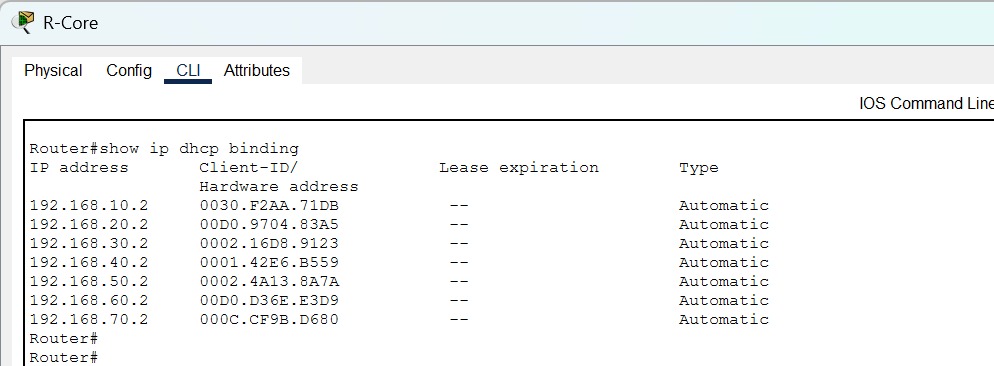 R-Core
Physical Config CLI Attributes
IOS Command Line
Router#show ip dhcp binding
IP address Client-ID/ Lease expiration Type
Hardware address
192.168.10.2 0030.F2AA.71DB -- Automatic
192.168.20.2 00D0.9704.83A5 -- Automatic
192.168.30.2 0002.16D8.9123 -- Automatic
192.168.40.2 0001.42E6.B559 -- Automatic
192.168.50.2 0002.4A13.8A7A -- Automatic
192.168.60.2 00D0.D36E.E3D9 -- Automatic
192.168.70.2 000C.CF9B.D680 -- Automatic
Router#
Router#